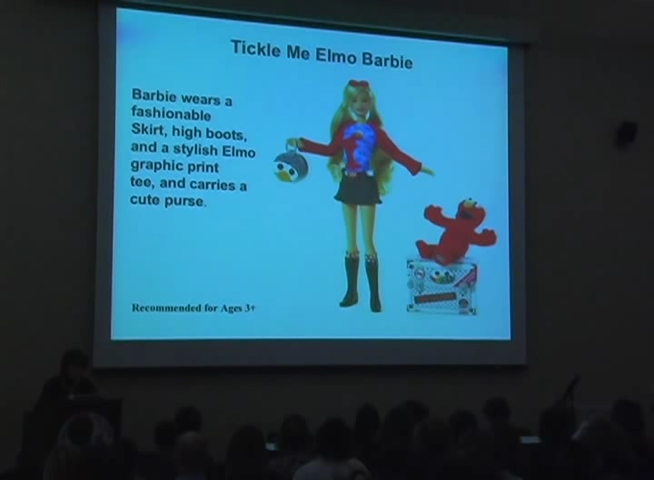 Tickle Me Elmo Barbie
Barbie wears a
fashionable
Skirt, high boots,
and a stylish Elmo
graphic print
tee, and carries a
cute purse.
Recommended for Ages 3+